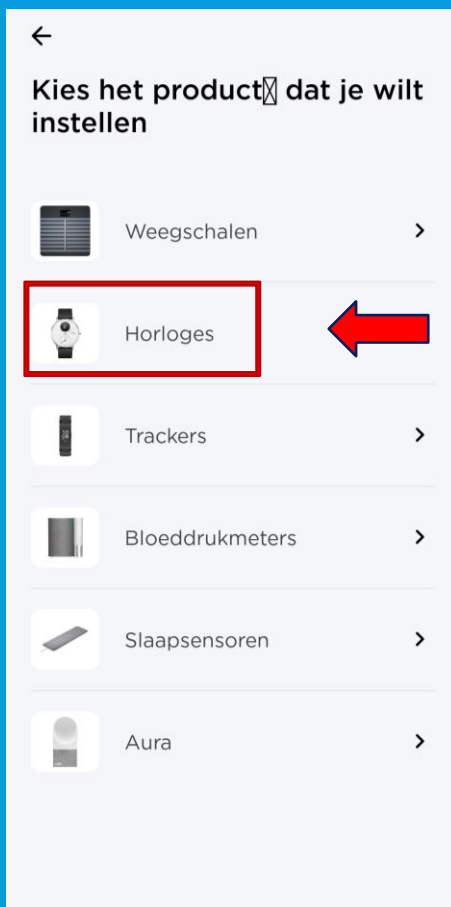 Kies het product dat je wilt
instellen
Weegschalen
Horloges
Trackers
Bloeddrukmeters
Slaapsensoren
Aura